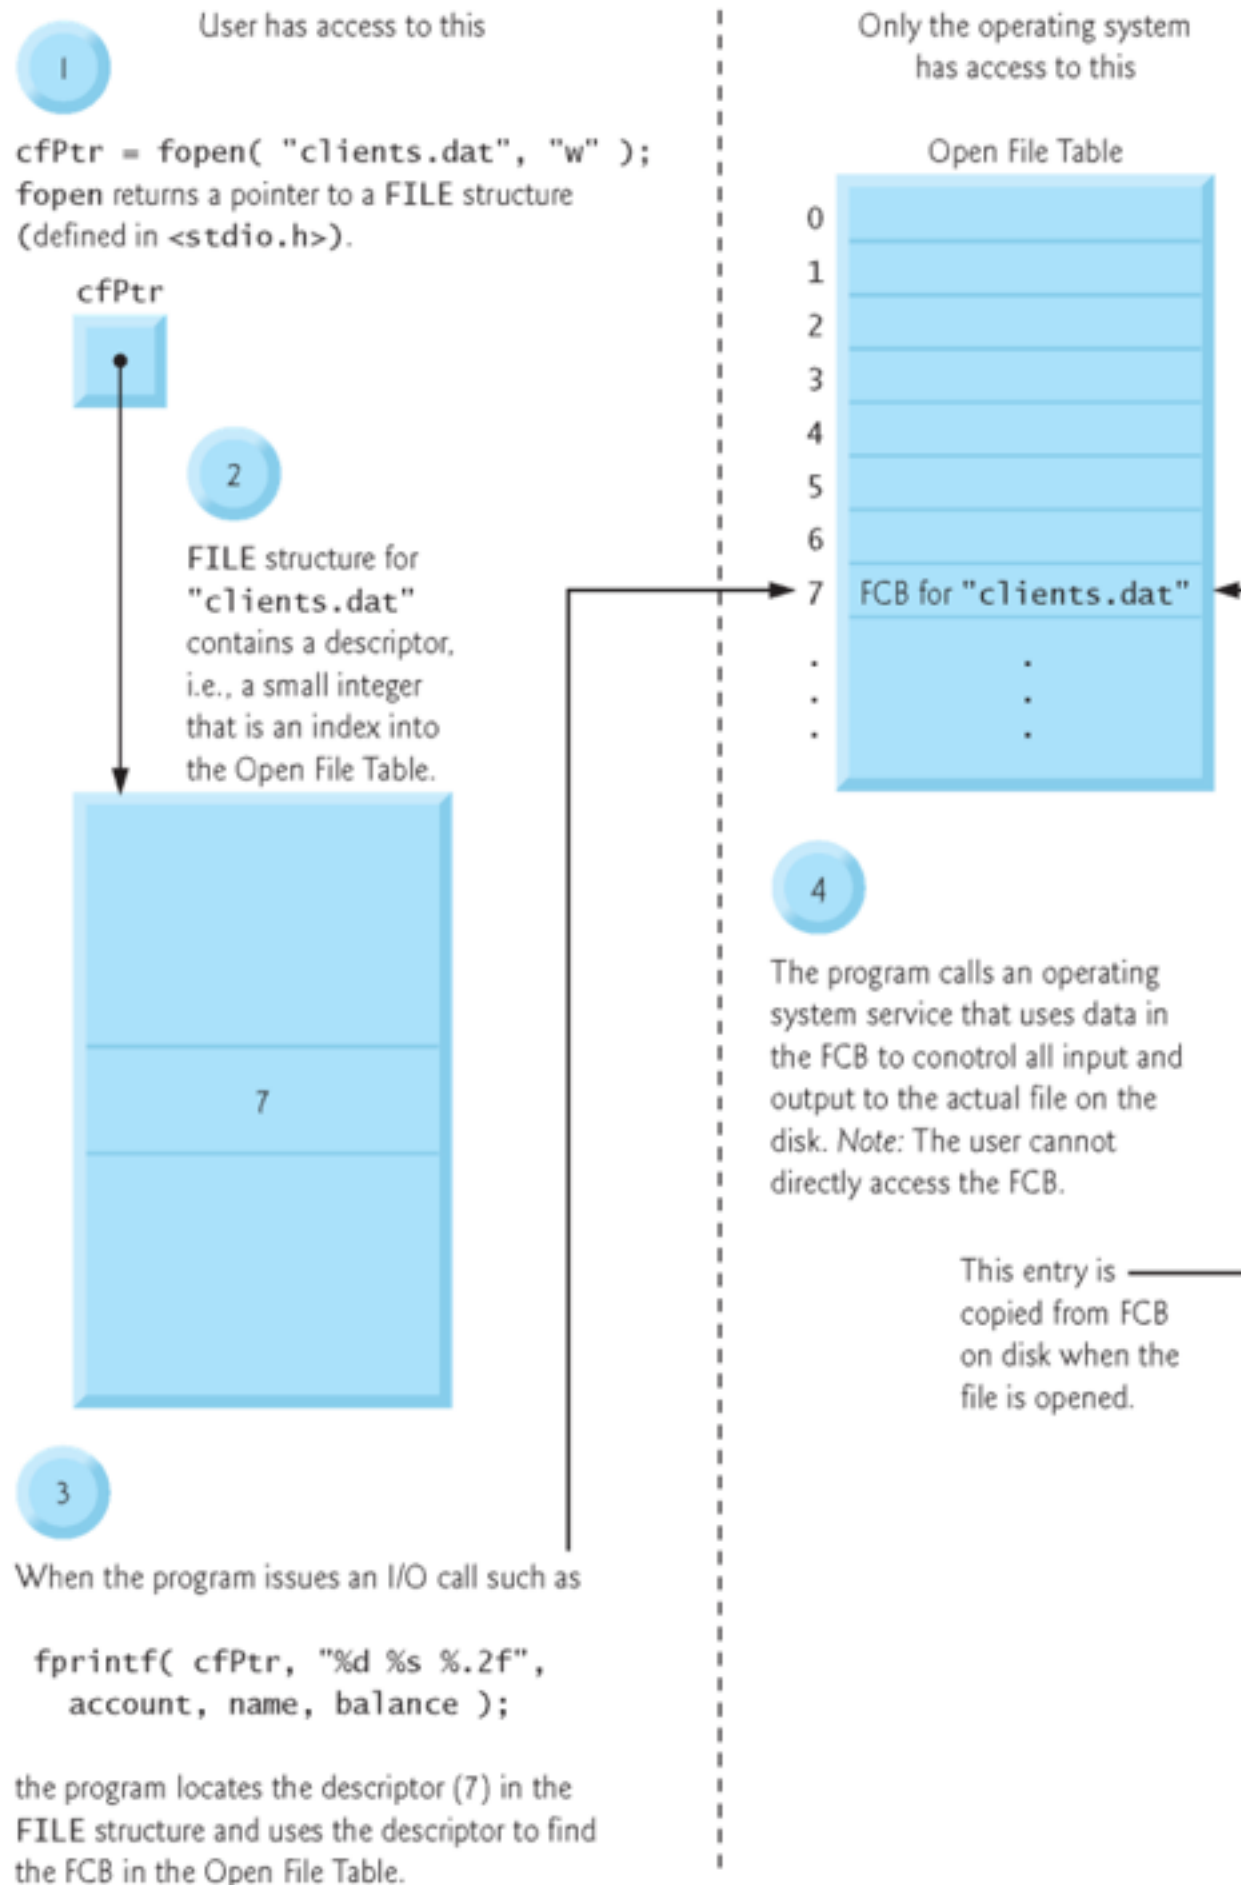 User has access to this
1
cfPtr = fopen( "clients.dat", "w" );
fopen returns a pointer to a FILE structure
(defined in <stdio.h>).
cfPtr
2
FILE structure for
"clients.dat"
contains a descriptor,
i.e., a small integer
that is an index into
the Open File Table.
7
3
When the program issues an I/O call such as
fprintf( cfPtr, "%d %s %.2f",
account, name, balance );
the program locates the descriptor (7) in the
FILE structure and uses the descriptor to find
the FCB in the Open File Table.
Only the operating system
has access to this
Open File Table
0
1
2
3
4
5
6
7 FCB for "clients.dat"
. .
. .
. .
4
The program calls an operating
system service that uses data in
the FCB to conotrol all input and
output to the actual file on the
disk. Note: The user cannot
directly access the FCB.
This entry is
copied from FCB
on disk when the
file is opened.